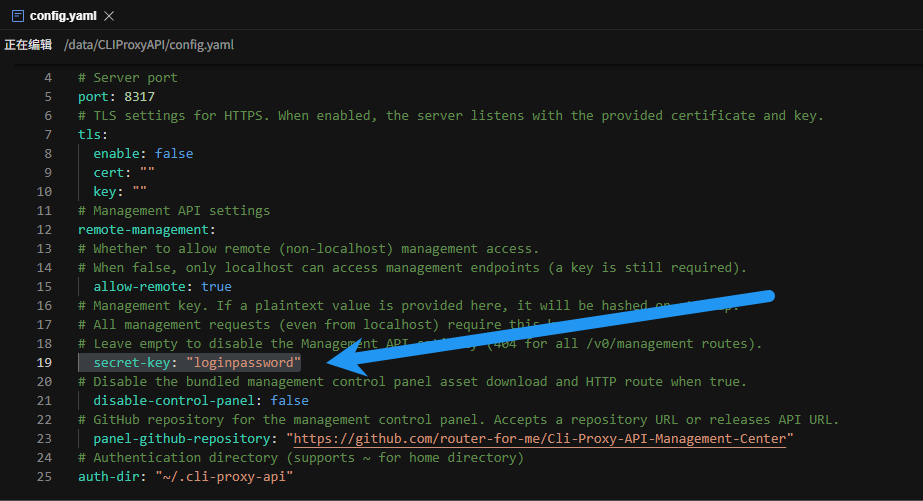 config.yaml
正在编辑 /data/CLIProxyAPI/config.yaml
4 # Server port
5 port: 8317
6 # TLS settings for HTTPS. When enabled, the server listens with the provided certificate and key.
7 tls:
8 enable: false
9 cert: ""
10 key: ""
11 # Management API settings
12 remote-management:
13 # Whether to allow remote (non-localhost) management access.
14 # When false, only localhost can access management endpoints (a key is still required).
15 allow-remote: true
16 # Management key. If a plaintext value is provided here, it will be hashed on
17 # All management requests (even from localhost) require this
18 # Leave empty to disable the Management API (404 for all /v0/management routes).
19 secret-key: "loginpassword"
20 # Disable the bundled management control panel asset download and HTTP route when true.
21 disable-control-panel: false
22 # GitHub repository for the management control panel. Accepts a repository URL or releases API URL.
23 panel-github-repository: "https://github.com/router-for-me/Cli-Proxy-API-Management-Center"
24 # Authentication directory (supports ~ for home directory)
25 auth-dir: "~/.cli-proxy-api"